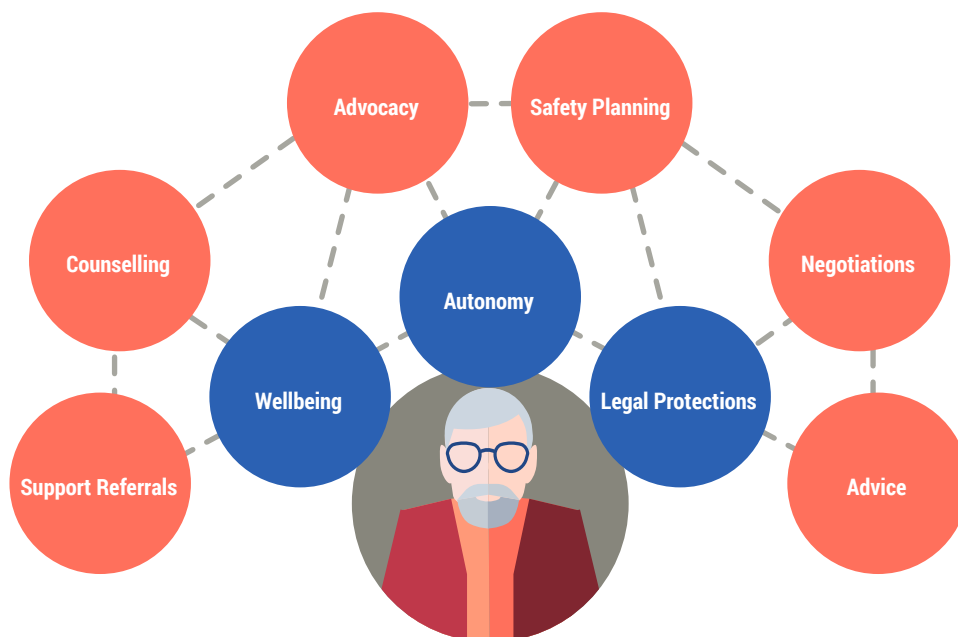 Advocacy
Safety Planning
Counselling
Autonomy
Negotiations
Wellbeing
Legal Protections
Support Referrals
Advice